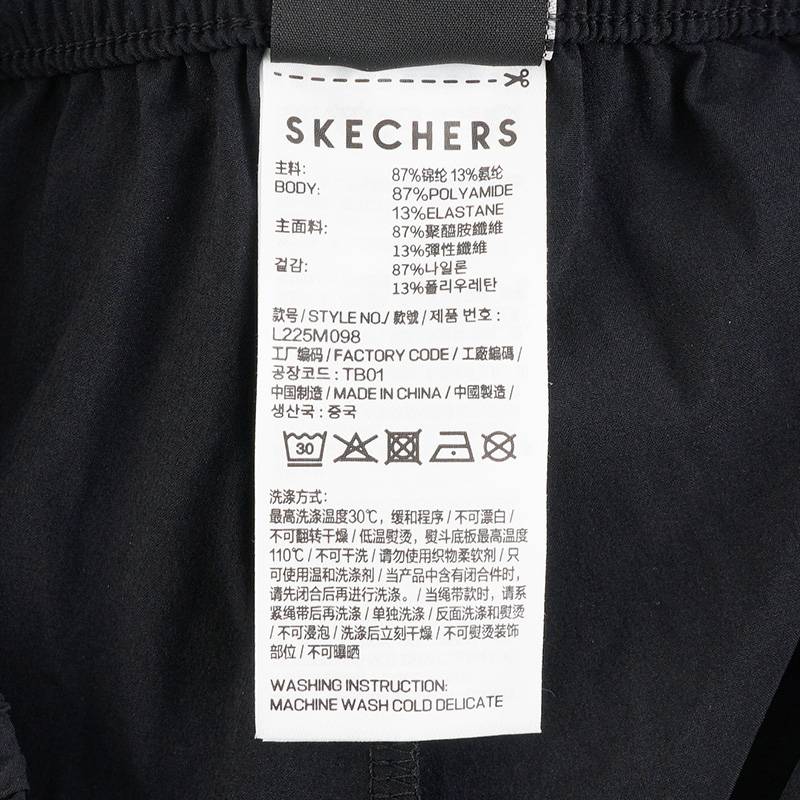 SKECHERS
主料: 87%锦纶 13%氨纶
BODY: 87%POLYAMIDE
13%ELASTANE
主面料: 87%聚醯胺纖維
13%彈性纖維
겉감: 87%나일론
13%폴리우레탄
款号/STYLE NO./款號/제품 번호:
L225M098
工厂编码/FACTORY CODE/工廠編碼/
공장코드:TB01
中国制造/MADE IN CHINA/中國製造/
생산국:중국
30
洗涤方式:
最高洗涤温度30℃，缓和程序/不可漂白/
不可翻转干燥/低温熨烫，熨斗底板最高温度
110℃/不可干洗/请勿使用织物柔软剂/只
可使用温和洗涤剂/当产品中含有闭合件时，
请先闭合后再进行洗涤。/当绳带款时，请系
紧绳带后再洗涤/单独洗涤/反面洗涤和熨烫
/不可浸泡/洗涤后立刻干燥/不可熨烫装饰
部位/不可曝晒
WASHING INSTRUCTION:
MACHINE WASH COLD DELICATE